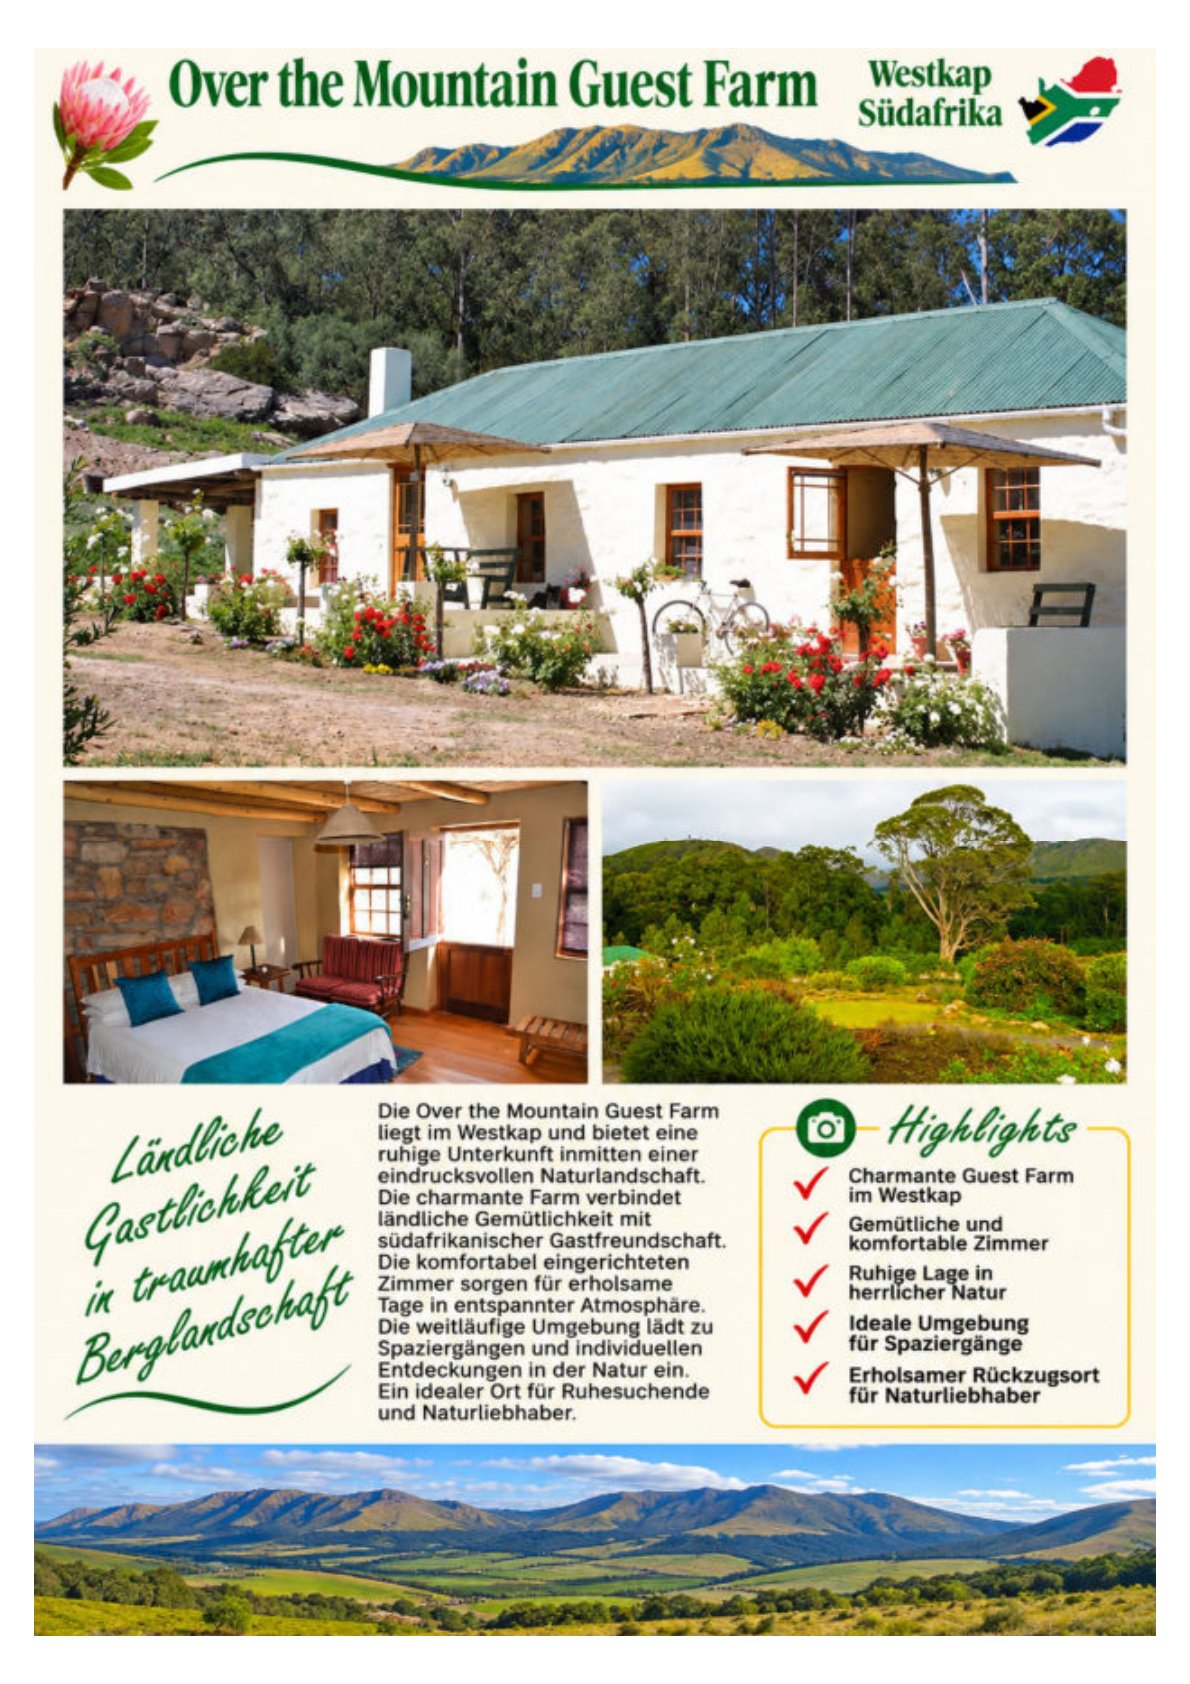 Over the Mountain Guest Farm
Westkap
Südafrika
Ländliche
Gastlichkeit
in traumhafter
Berglandschaft
Die Over the Mountain Guest Farm
liegt im Westkap und bietet eine
ruhige Unterkunft inmitten einer
eindrucksvollen Naturlandschaft.
Die charmante Farm verbindet
ländliche Gemütlichkeit mit
südafrikanischer Gastfreundschaft.
Die komfortabel eingerichteten
Zimmer sorgen für erholsame
Tage in entspannter Atmosphäre.
Die weitläufige Umgebung lädt zu
Spaziergängen und individuellen
Entdeckungen in der Natur ein.
Ein idealer Ort für Ruhesuchende
und Naturliebhaber.
Highlights
Charmante Guest Farm
im Westkap
Gemütliche und
komfortable Zimmer
Ruhige Lage in
herrlicher Natur
Ideale Umgebung
für Spaziergänge
Erholsamer Rückzugsort
für Naturliebhaber